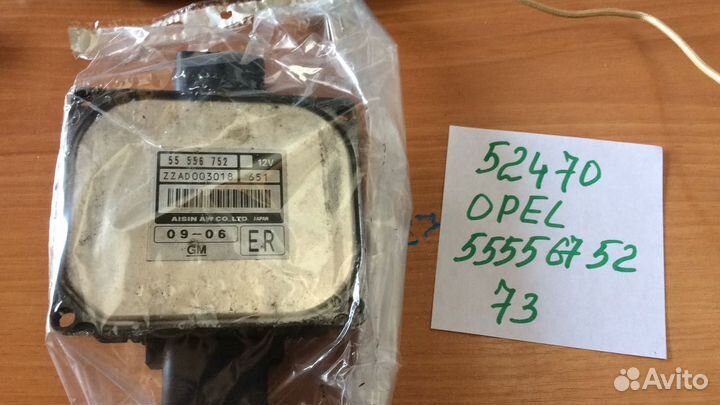 55 556 752 12V
ZZAD003018 651
AISIN AW CO.,LTD. JAPAN
09-06 ER
GM
52470
OPEL
55556752
73
Avito